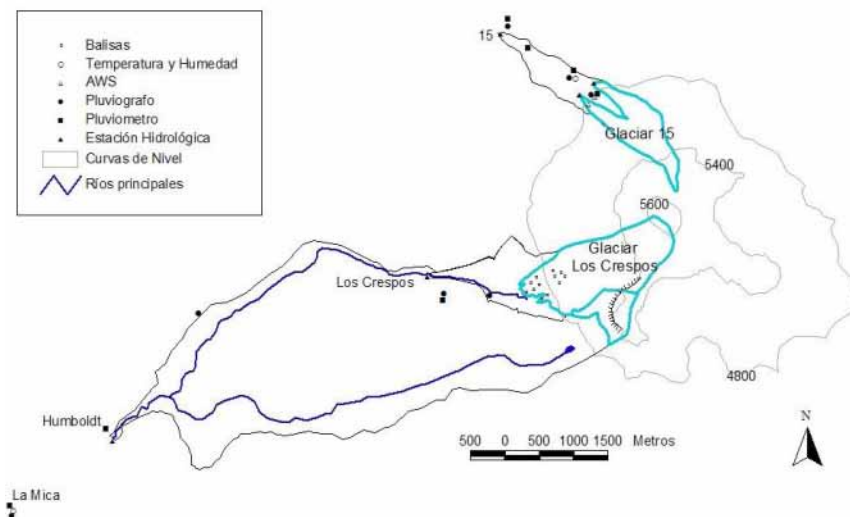 Balisas
Temperatura y Humedad
AWS
Pluviografo
Pluviometro
Estación Hidrológica
Curvas de Nivel
Ríos principales
15
Glaciar 15
5400
5600
Glaciar
Los Crespos
Los Crespos
4800
Humboldt
N
500 0 500 1000 1500 Metros
La Mica